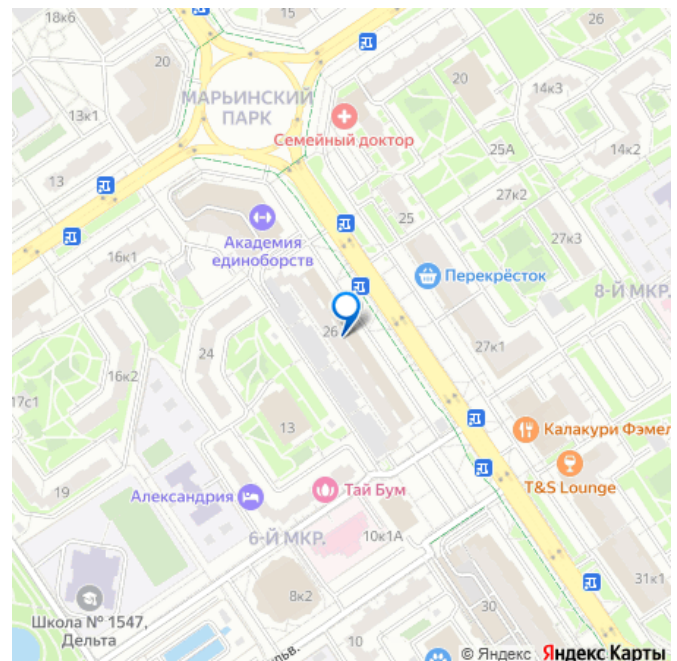 18к6
15
26
20
МАРЬИНСКИЙ
ПАРК
20
14к3
13к1
Семейный доктор
25А
14к2
13
27к2
25
Академия
единоборств
27к3
16к1
Перекрёсток
8-Й МКР.
26
24
27к1
16к2
17с1
13
Калакури Фэмел
19
Александрия
Тай Бум
T&S Lounge
6-Й МКР.
10к1А
31к1
8к2
Школа № 1547,
Дельта
30
10
ульв.
© Яндекс Яндекс Карты